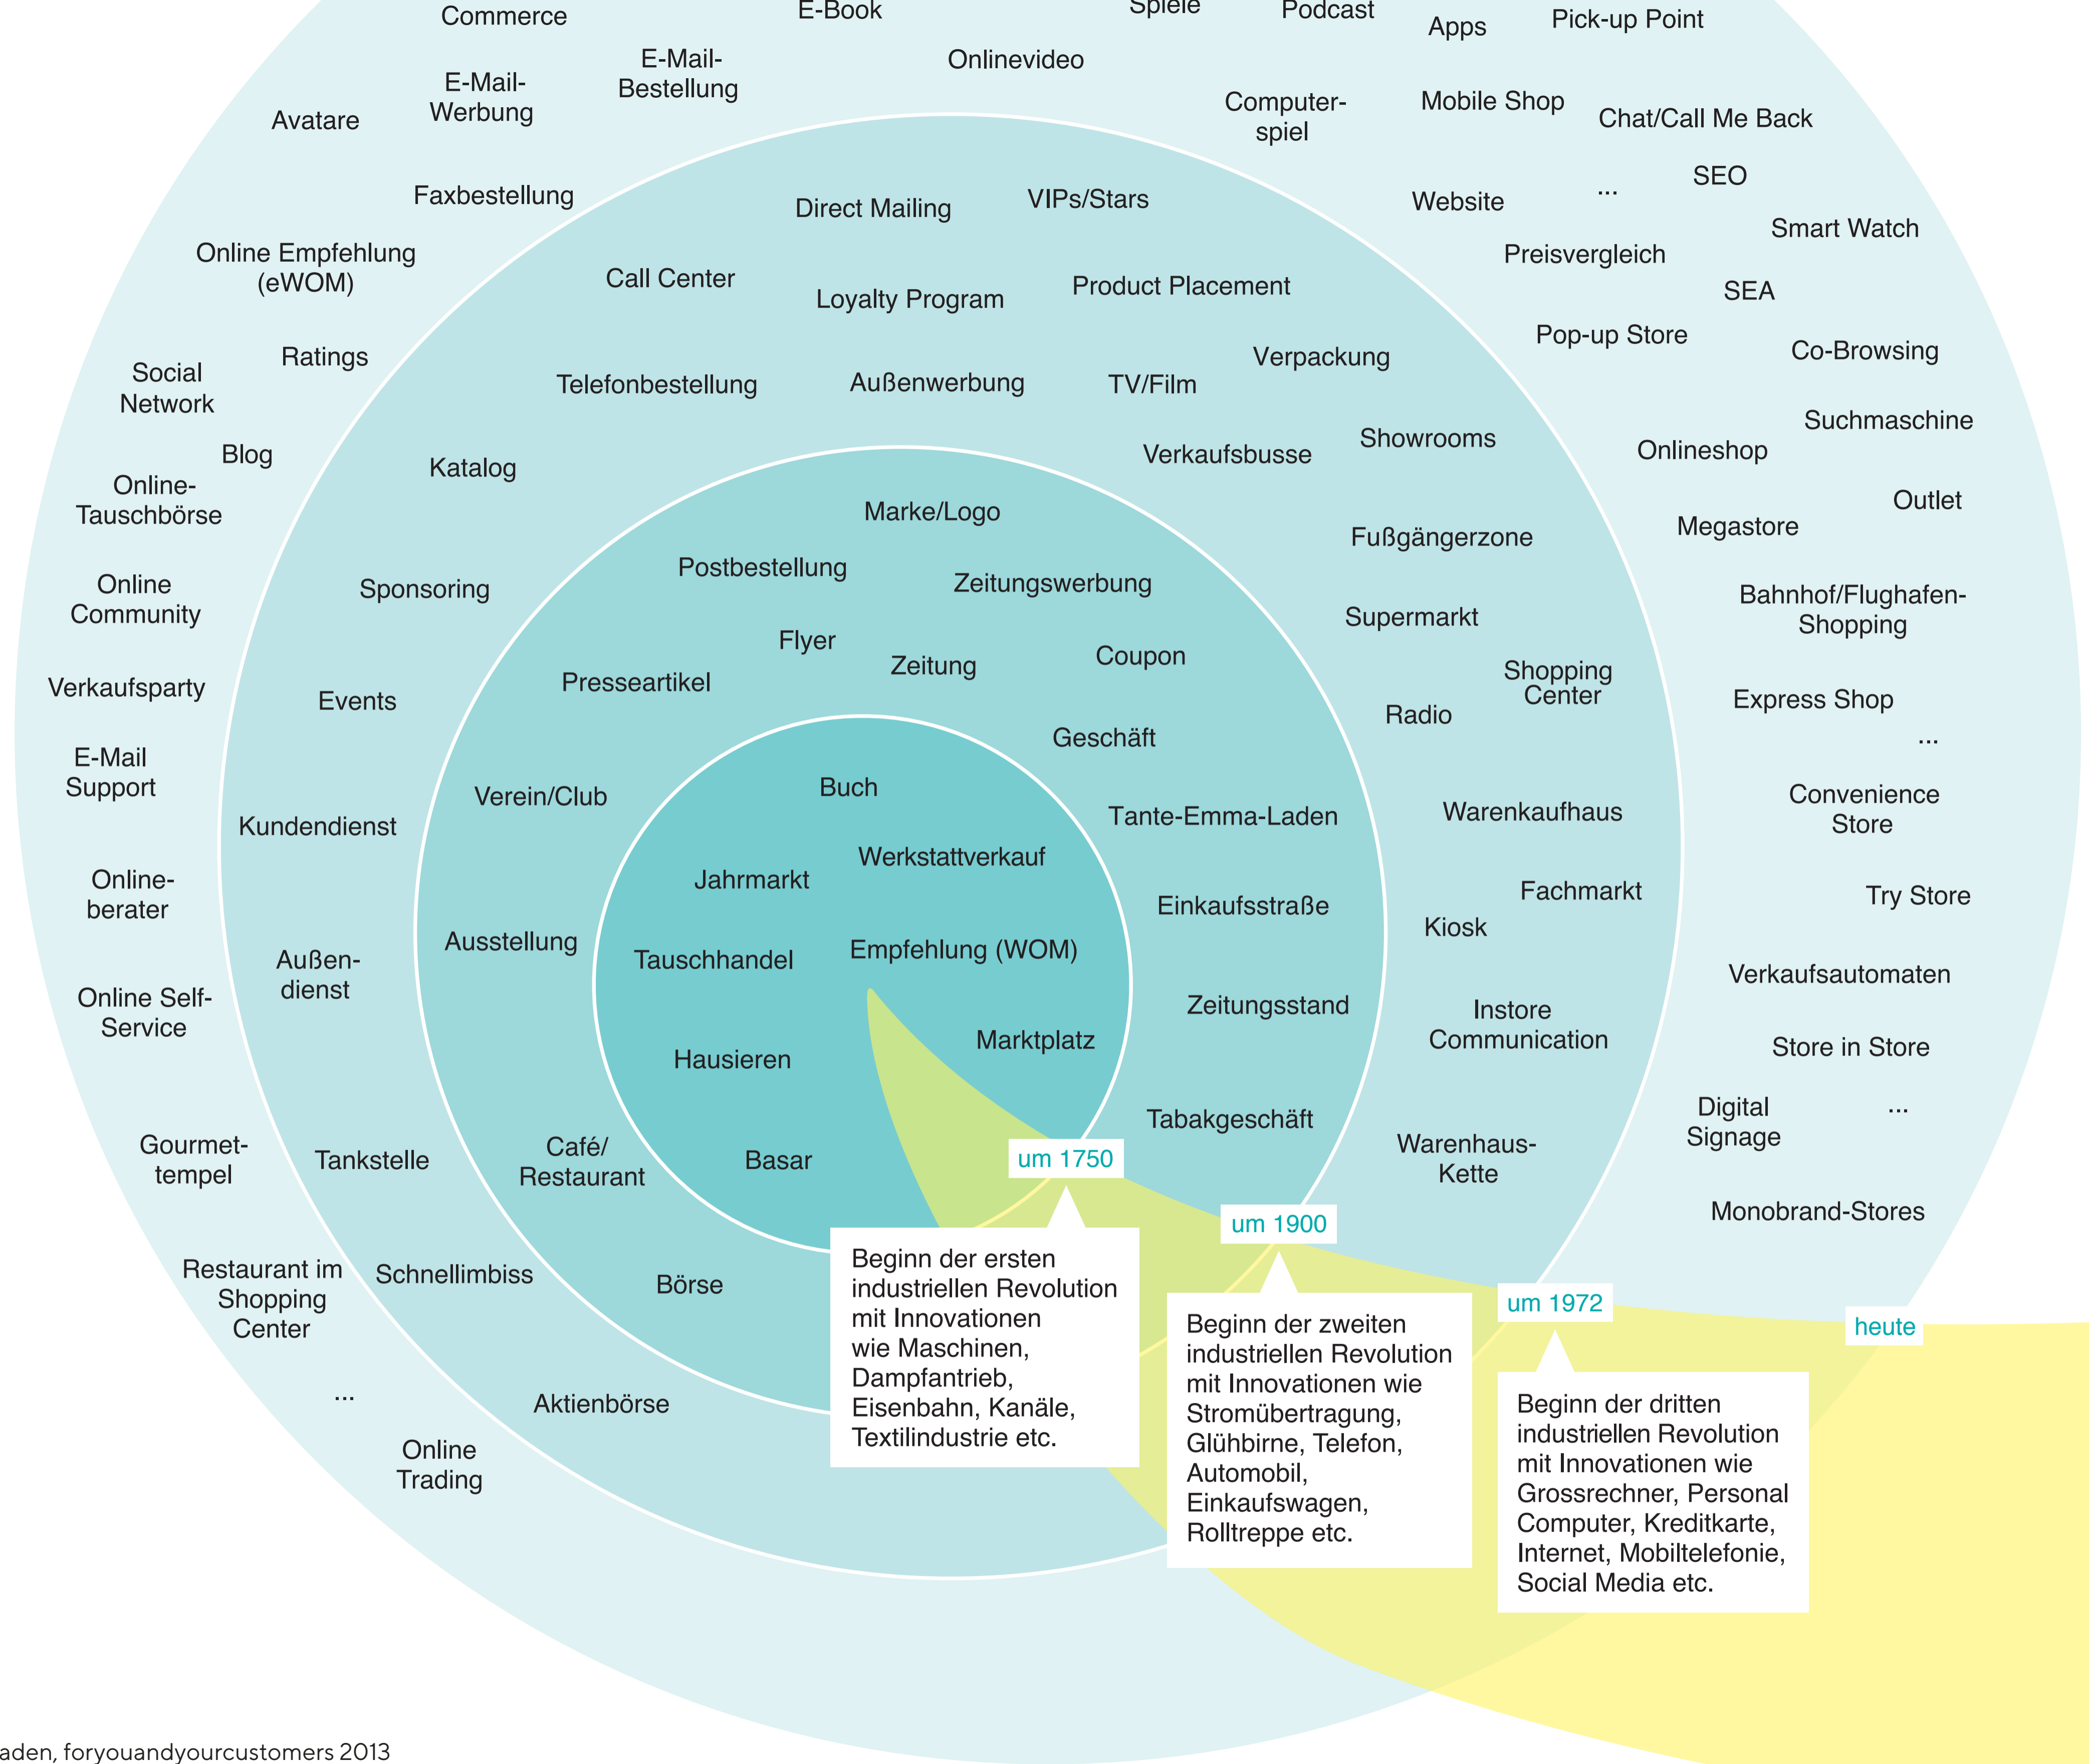 Commerce
E-Book
Spiele
Podcast
Apps
Pick-up Point
E-Mail-
Bestellung
Onlinevideo
E-Mail-
Werbung
Avatare
Computer-
spiel
Mobile Shop
Chat/Call Me Back
Faxbestellung
Direct Mailing
VIPs/Stars
Website
...
SEO
Smart Watch
Online Empfehlung
(eWOM)
Call Center
Loyalty Program
Product Placement
Preisvergleich
SEA
Pop-up Store
Co-Browsing
Ratings
Social
Network
Telefonbestellung
Außenwerbung
TV/Film
Verpackung
Suchmaschine
Blog
Katalog
Verkaufsbusse
Showrooms
Onlineshop
Outlet
Online-
Tauschbörse
Marke/Logo
Fußgängerzone
Megastore
Online
Community
Sponsoring
Postbestellung
Zeitungswerbung
Supermarkt
Bahnhof/Flughafen-
Shopping
Flyer
Zeitung
Coupon
Verkaufsparty
Events
Presseartikel
Geschäft
Radio
Shopping
Center
Express Shop
...
E-Mail
Support
Kundendienst
Verein/Club
Buch
Tante-Emma-Laden
Warenkaufhaus
Convenience
Store
Werkstattverkauf
Jahrmarkt
Online-
berater
Einkaufsstraße
Fachmarkt
Kiosk
Try Store
Außen-
dienst
Ausstellung
Tauschhandel
Empfehlung (WOM)
Verkaufsautomaten
Online Self-
Service
Zeitungsstand
Instore
Communication
Hausieren
Marktplatz
Store in Store
Tabakgeschäft
Digital
Signage
...
Gourmet-
tempel
Tankstelle
Café/
Restaurant
Basar
um 1750
Warenhaus-
Kette
Monobrand-Stores
um 1900
Restaurant im
Shopping
Center
Schnellimbiss
Börse
Beginn der ersten
industriellen Revolution
mit Innovationen
wie Maschinen,
Dampfantrieb,
Eisenbahn, Kanäle,
Textilindustrie etc.
um 1972
heute
Beginn der zweiten
industriellen Revolution
mit Innovationen wie
Stromübertragung,
Glühbirne, Telefon,
Automobil,
Einkaufswagen,
Rolltreppe etc.
Beginn der dritten
industriellen Revolution
mit Innovationen wie
Grossrechner, Personal
Computer, Kreditkarte,
Internet, Mobiltelefonie,
Social Media etc.
...
Aktienbörse
Online
Trading
aden, foryouandyourcustomers 2013